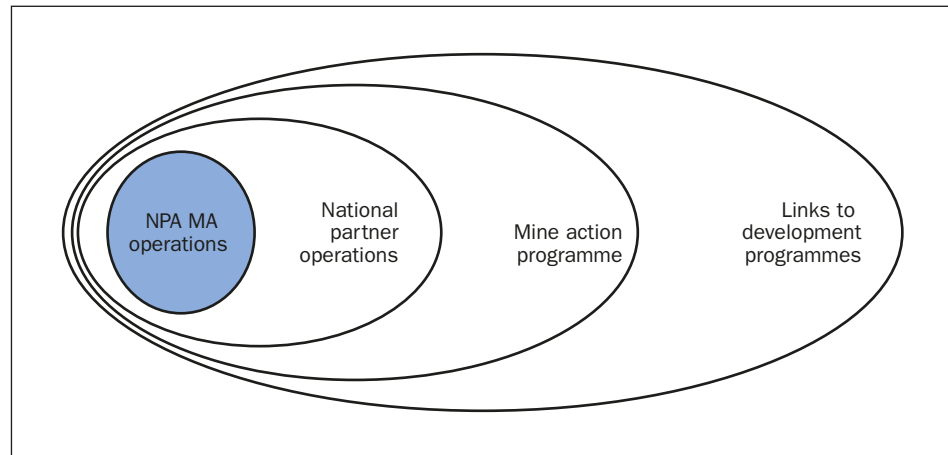 NPA MA
operations
National
partner
operations
Mine action
programme
Links to
development
programmes